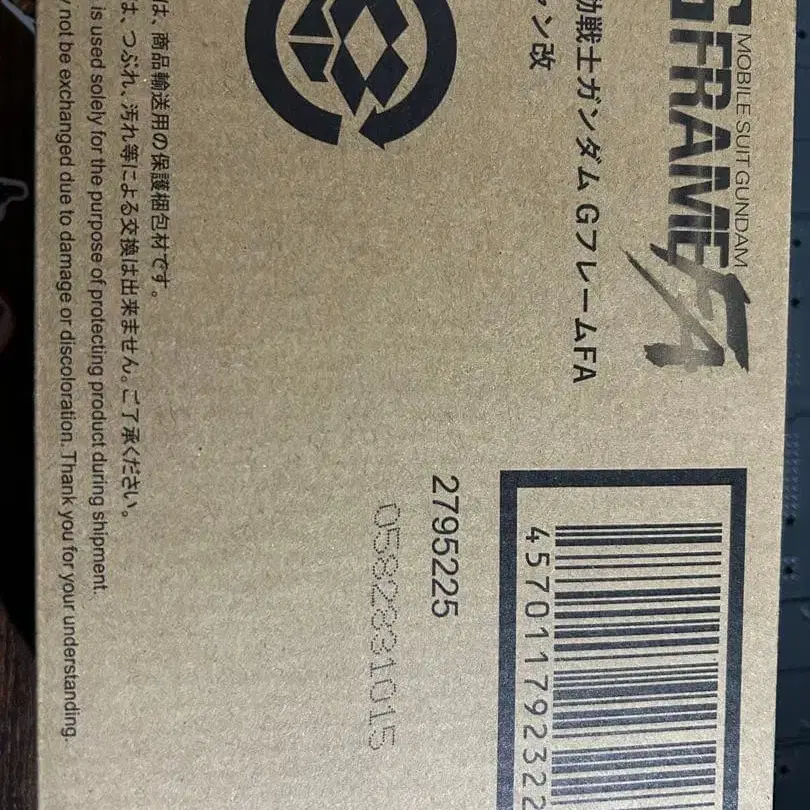 MOBILE SUIT GUNDAM
G FRAME FA
動戦士ガンダム GフレームFA
ン改
457011792322
2795225
0582831015
は、商品輸送用の保護梱包材です。
は、つぶれ、汚れ等による交換は出来ません。ご了承ください。
is used solely for the purpose of protecting product during shipment.
not be exchanged due to damage or discoloration. Thank you for your understanding.